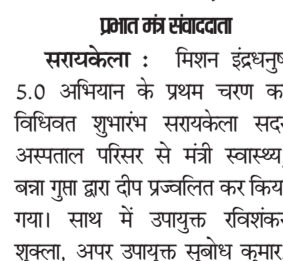 प्रभात मंत्र संवाददाता
सरायकेला : मिशन इंद्रधनुष
5.0 अभियान के प्रथम चरण क
विधिवत शुभारंभ सरायकेला सदर
अस्पताल परिसर से मंत्री स्वास्थ्य,
बन्ना गुप्ता द्वारा दीप प्रज्वलित कर किय
गया। साथ में उपायुक्त रविशंकर
शुक्ला, अपर उपायुक्त सुबोध कुमार,